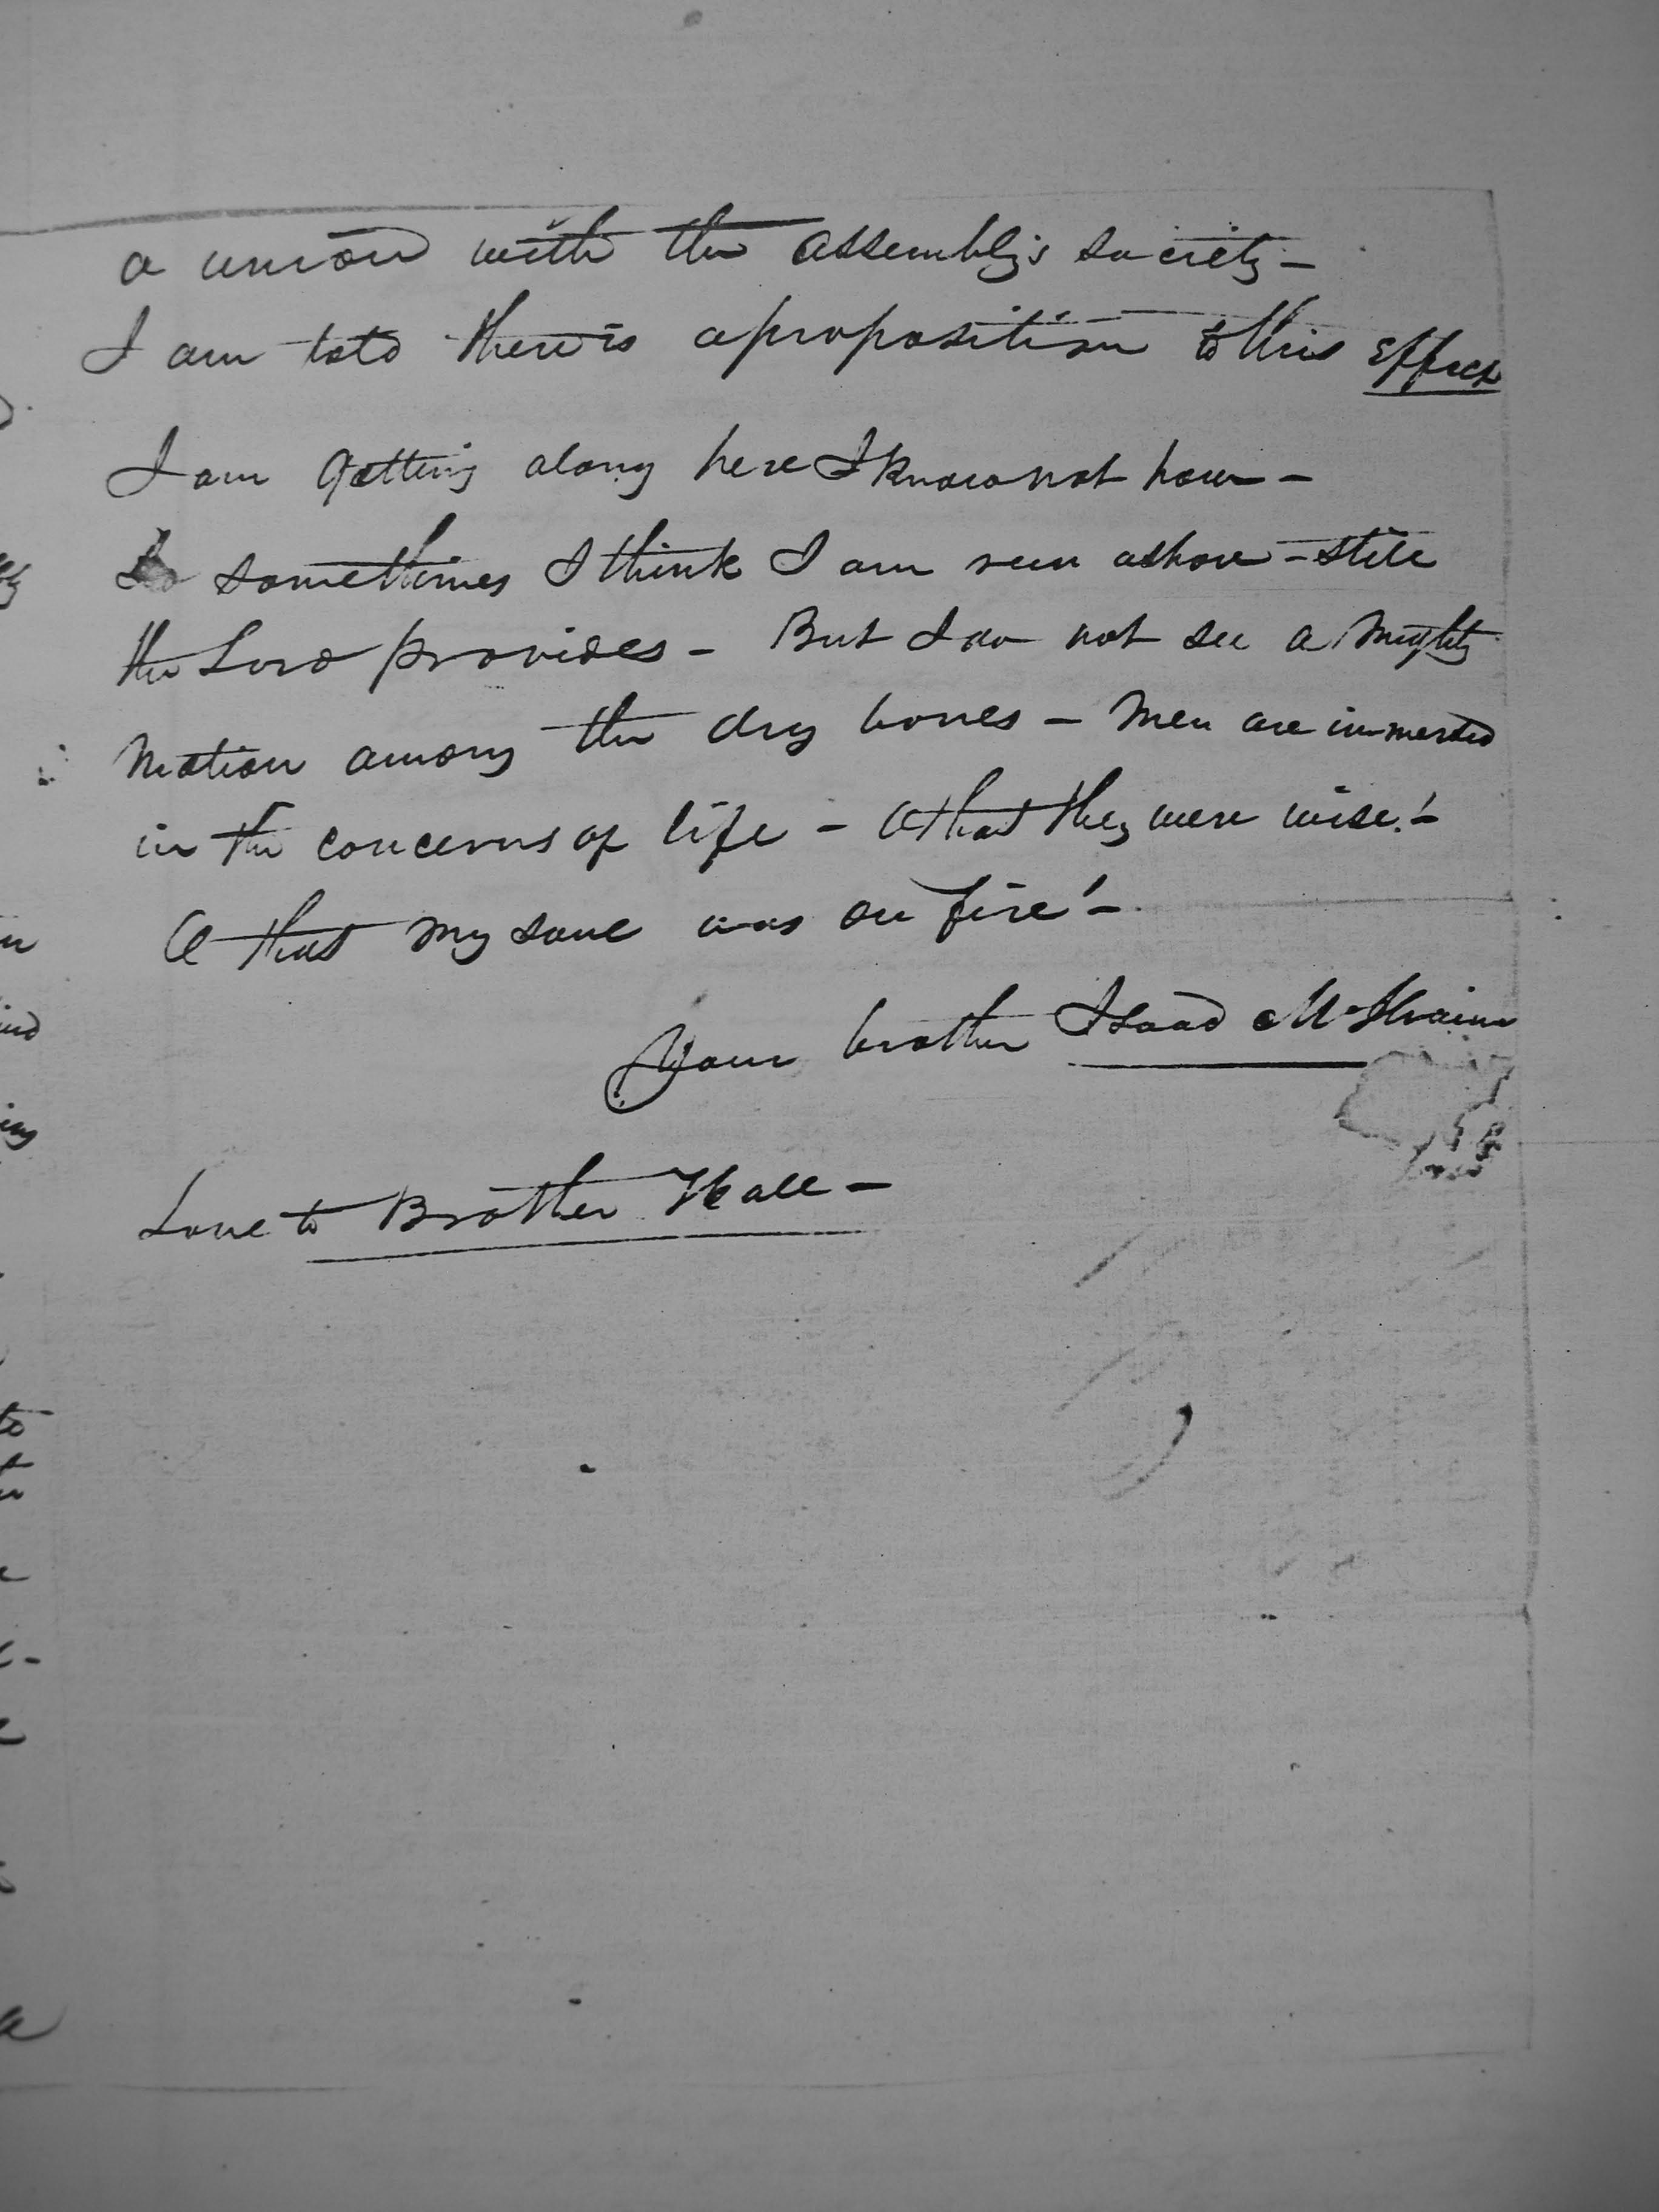 a union with the Assembly's society –
I am told there is a proposition to this Effect
I am Getting along here I know not how –
sometimes I think I am run ashore – still
the Lord provides – But I do not see a mighty
Motion among the dry bones – Men are immersed
in the concerns of life – O that they were wise! –
O that my soul was on fire! –
Your brother Isaad McIlvaine
Love to Brother Hall –